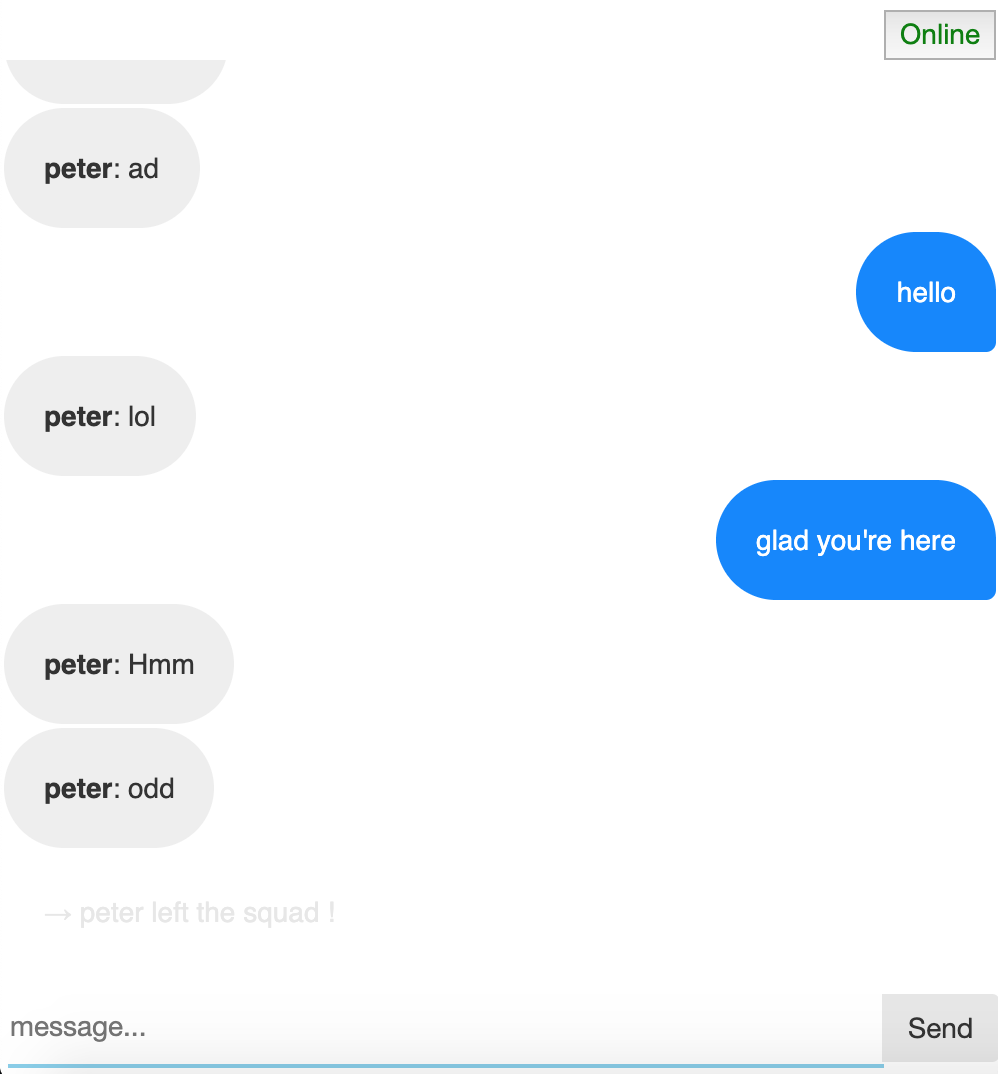 Online
peter: ad
hello
peter: lol
glad you're here
peter: Hmm
peter: odd
→ peter left the squad !
message...
Send